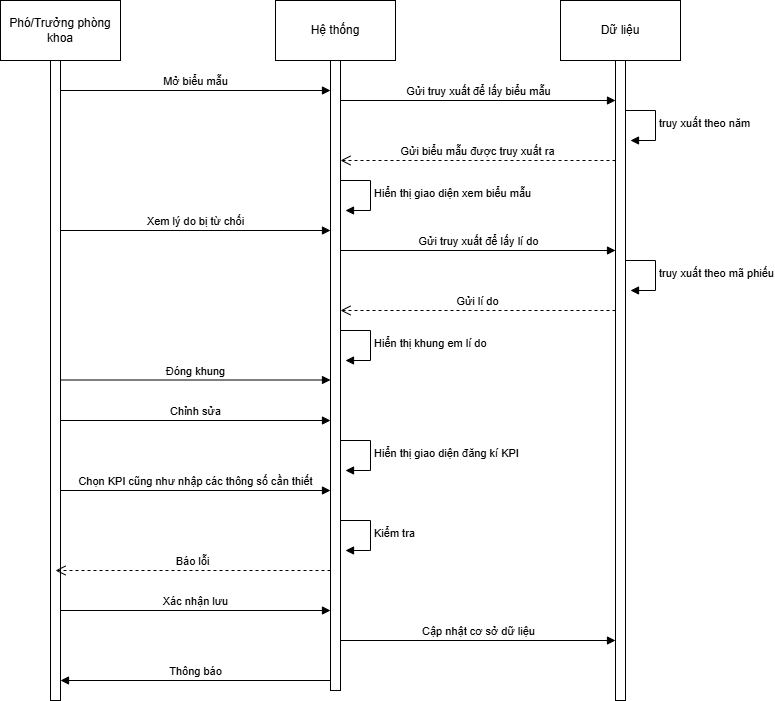 Phó/Trưởng phòng
khoa
Hệ thống
Dữ liệu
Mở biểu mẫu
Gửi truy xuất để lấy biểu mẫu
truy xuất theo năm
Gửi biểu mẫu được truy xuất ra
Hiển thị giao diện xem biểu mẫu
Xem lý do bị từ chối
Gửi truy xuất để lấy lí do
truy xuất theo mã phiếu
Gửi lí do
Hiển thị khung em lí do
Đóng khung
Chỉnh sửa
Hiển thị giao diện đăng kí KPI
Chọn KPI cũng như nhập các thông số cần thiết
Kiểm tra
Báo lỗi
Xác nhận lưu
Cập nhật cơ sở dữ liệu
Thông báo